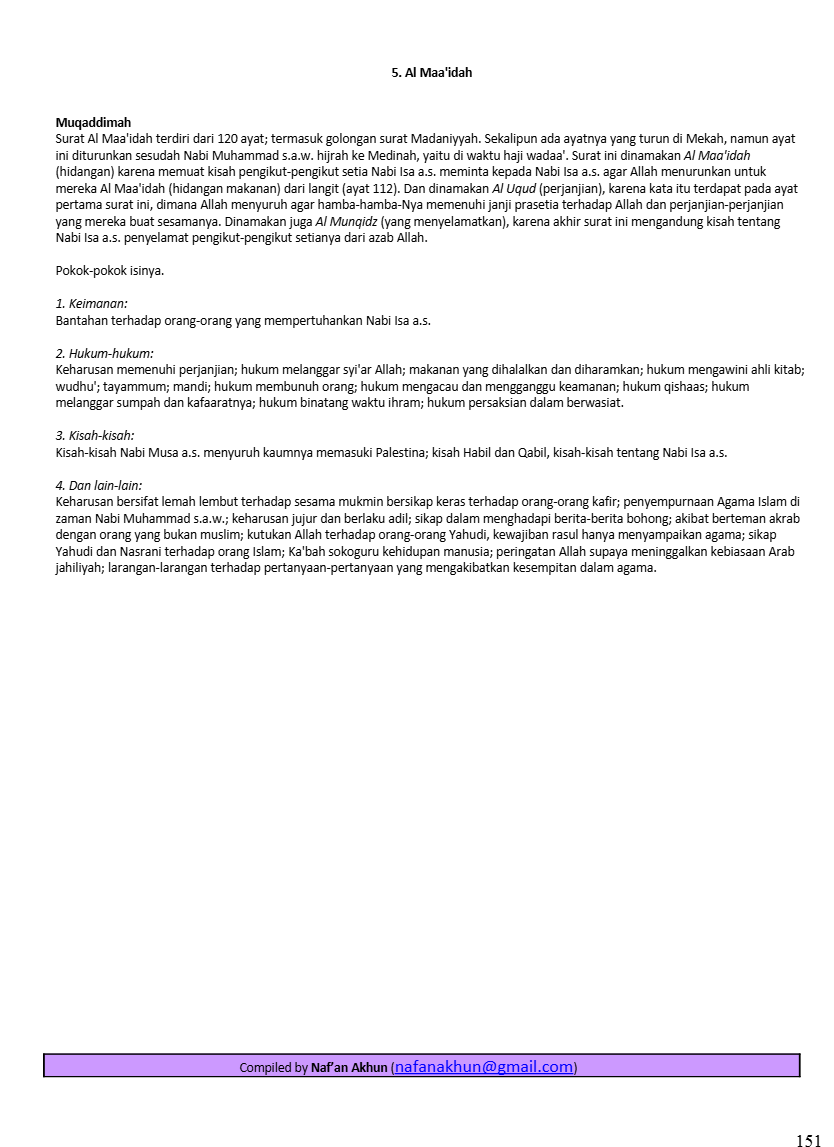 5. Al Maa'idah
Muqaddimah
Surat Al Maa'idah terdiri dari 120 ayat; termasuk golongan surat Madaniyyah. Sekalipun ada ayatnya yang turun di Mekah, namun ayat
ini diturunkan sesudah Nabi Muhammad s.a.w. hijrah ke Medinah, yaitu di waktu haji wadaa'. Surat ini dinamakan Al Maa'idah
(hidangan) karena memuat kisah pengikut-pengikut setia Nabi Isa a.s. meminta kepada Nabi Isa a.s. agar Allah menurunkan untuk
mereka Al Maa'idah (hidangan makanan) dari langit (ayat 112). Dan dinamakan Al Uqud (perjanjian), karena kata itu terdapat pada ayat
pertama surat ini, dimana Allah menyuruh agar hamba-hamba-Nya memenuhi janji prasetia terhadap Allah dan perjanjian-perjanjian
yang mereka buat sesamanya. Dinamakan juga Al Munqidz (yang menyelamatkan), karena akhir surat ini mengandung kisah tentang
Nabi Isa a.s. penyelamat pengikut-pengikut setianya dari azab Allah.
Pokok-pokok isinya.
1. Keimanan:
Bantahan terhadap orang-orang yang mempertuhankan Nabi Isa a.s.
2. Hukum-hukum:
Keharusan memenuhi perjanjian; hukum melanggar syi'ar Allah; makanan yang dihalalkan dan diharamkan; hukum mengawini ahli kitab;
wudhu'; tayammum; mandi; hukum membunuh orang; hukum mengacau dan mengganggu keamanan; hukum qishaas; hukum
melanggar sumpah dan kafaaratnya; hukum binatang waktu ihram; hukum persaksian dalam berwasiat.
3. Kisah-kisah:
Kisah-kisah Nabi Musa a.s. menyuruh kaumnya memasuki Palestina; kisah Habil dan Qabil, kisah-kisah tentang Nabi Isa a.s.
4. Dan lain-lain:
Keharusan bersifat lemah lembut terhadap sesama mukmin bersikap keras terhadap orang-orang kafir; penyempurnaan Agama Islam di
zaman Nabi Muhammad s.a.w.; keharusan jujur dan berlaku adil; sikap dalam menghadapi berita-berita bohong; akibat berteman akrab
dengan orang yang bukan muslim; kutukan Allah terhadap orang-orang Yahudi, kewajiban rasul hanya menyampaikan agama; sikap
Yahudi dan Nasrani terhadap orang Islam; Ka'bah sokoguru kehidupan manusia; peringatan Allah supaya meninggalkan kebiasaan Arab
jahiliyah; larangan-larangan terhadap pertanyaan-pertanyaan yang mengakibatkan kesempitan dalam agama.
Compiled by Naf’an Akhun (nafanakhun@gmail.com)
151